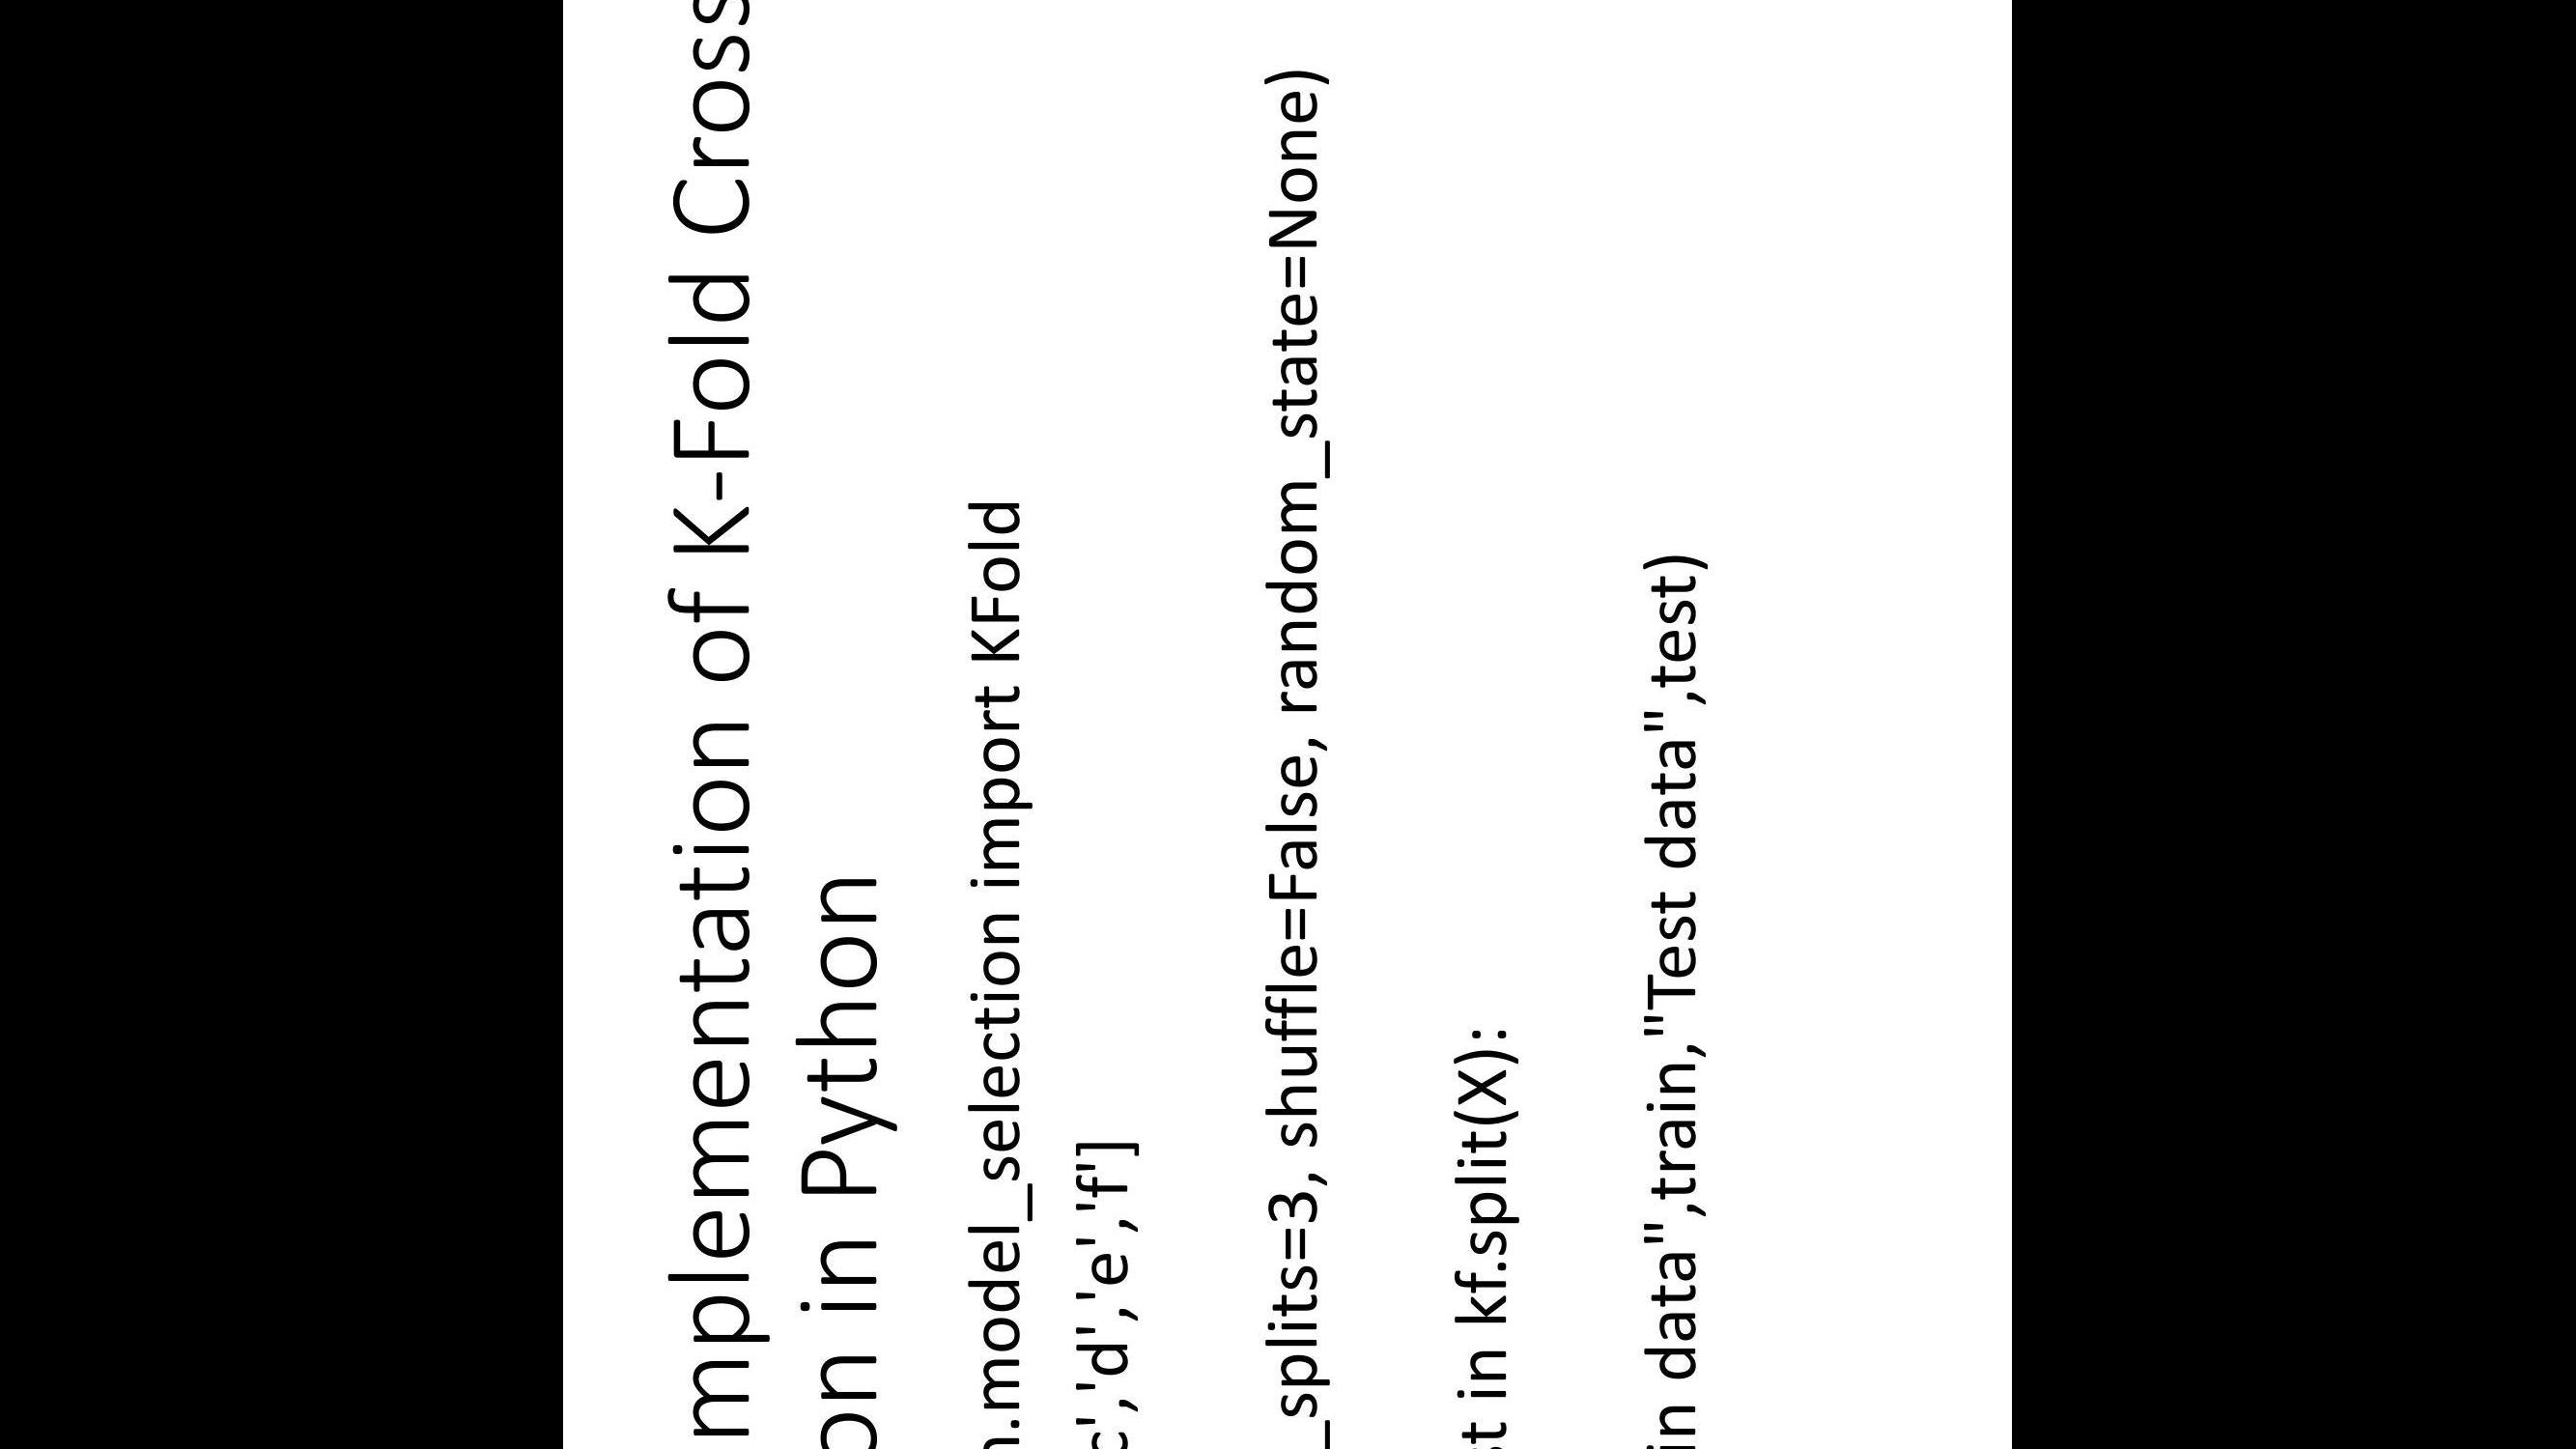 mplementation of K-Fold Cross
on in Python
n.model_selection import KFold
c','d','e','f']
_splits=3, shuffle=False, random_state=None)
st in kf.split(X):
in data",train,"Test data",test)